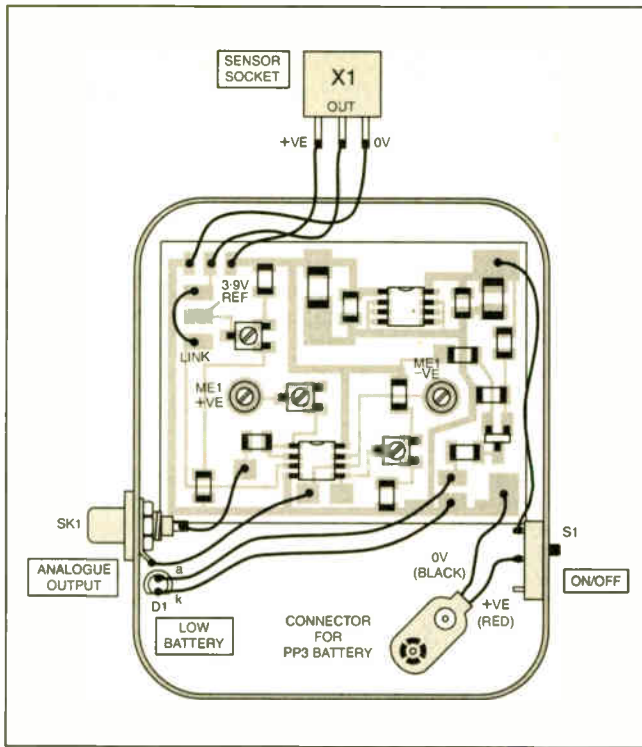 SENSOR
SOCKET
X1
OUT
+VE
0V
3·9V
REF
LINK
ME1
+VE
ME1
-VE
SK1
ANALOGUE
OUTPUT
a
k
D1
LOW
BATTERY
0V
(BLACK)
+VE
(RED)
CONNECTOR
FOR
PP3 BATTERY
S1
ON/OFF